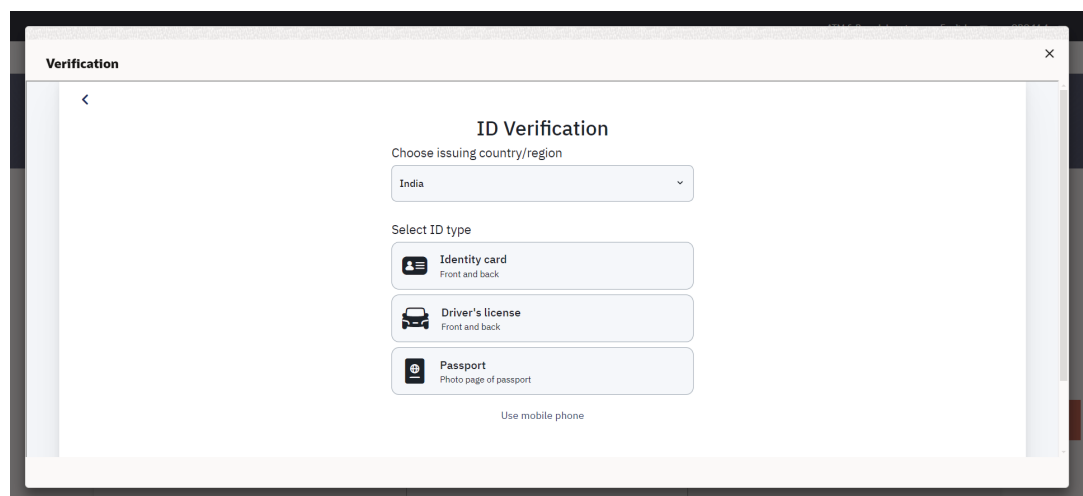 Verification
ID Verification
Choose issuing country/region
India
Select ID type
Identity card
Front and back
Driver's license
Front and back
Passport
Photo page of passport
Use mobile phone